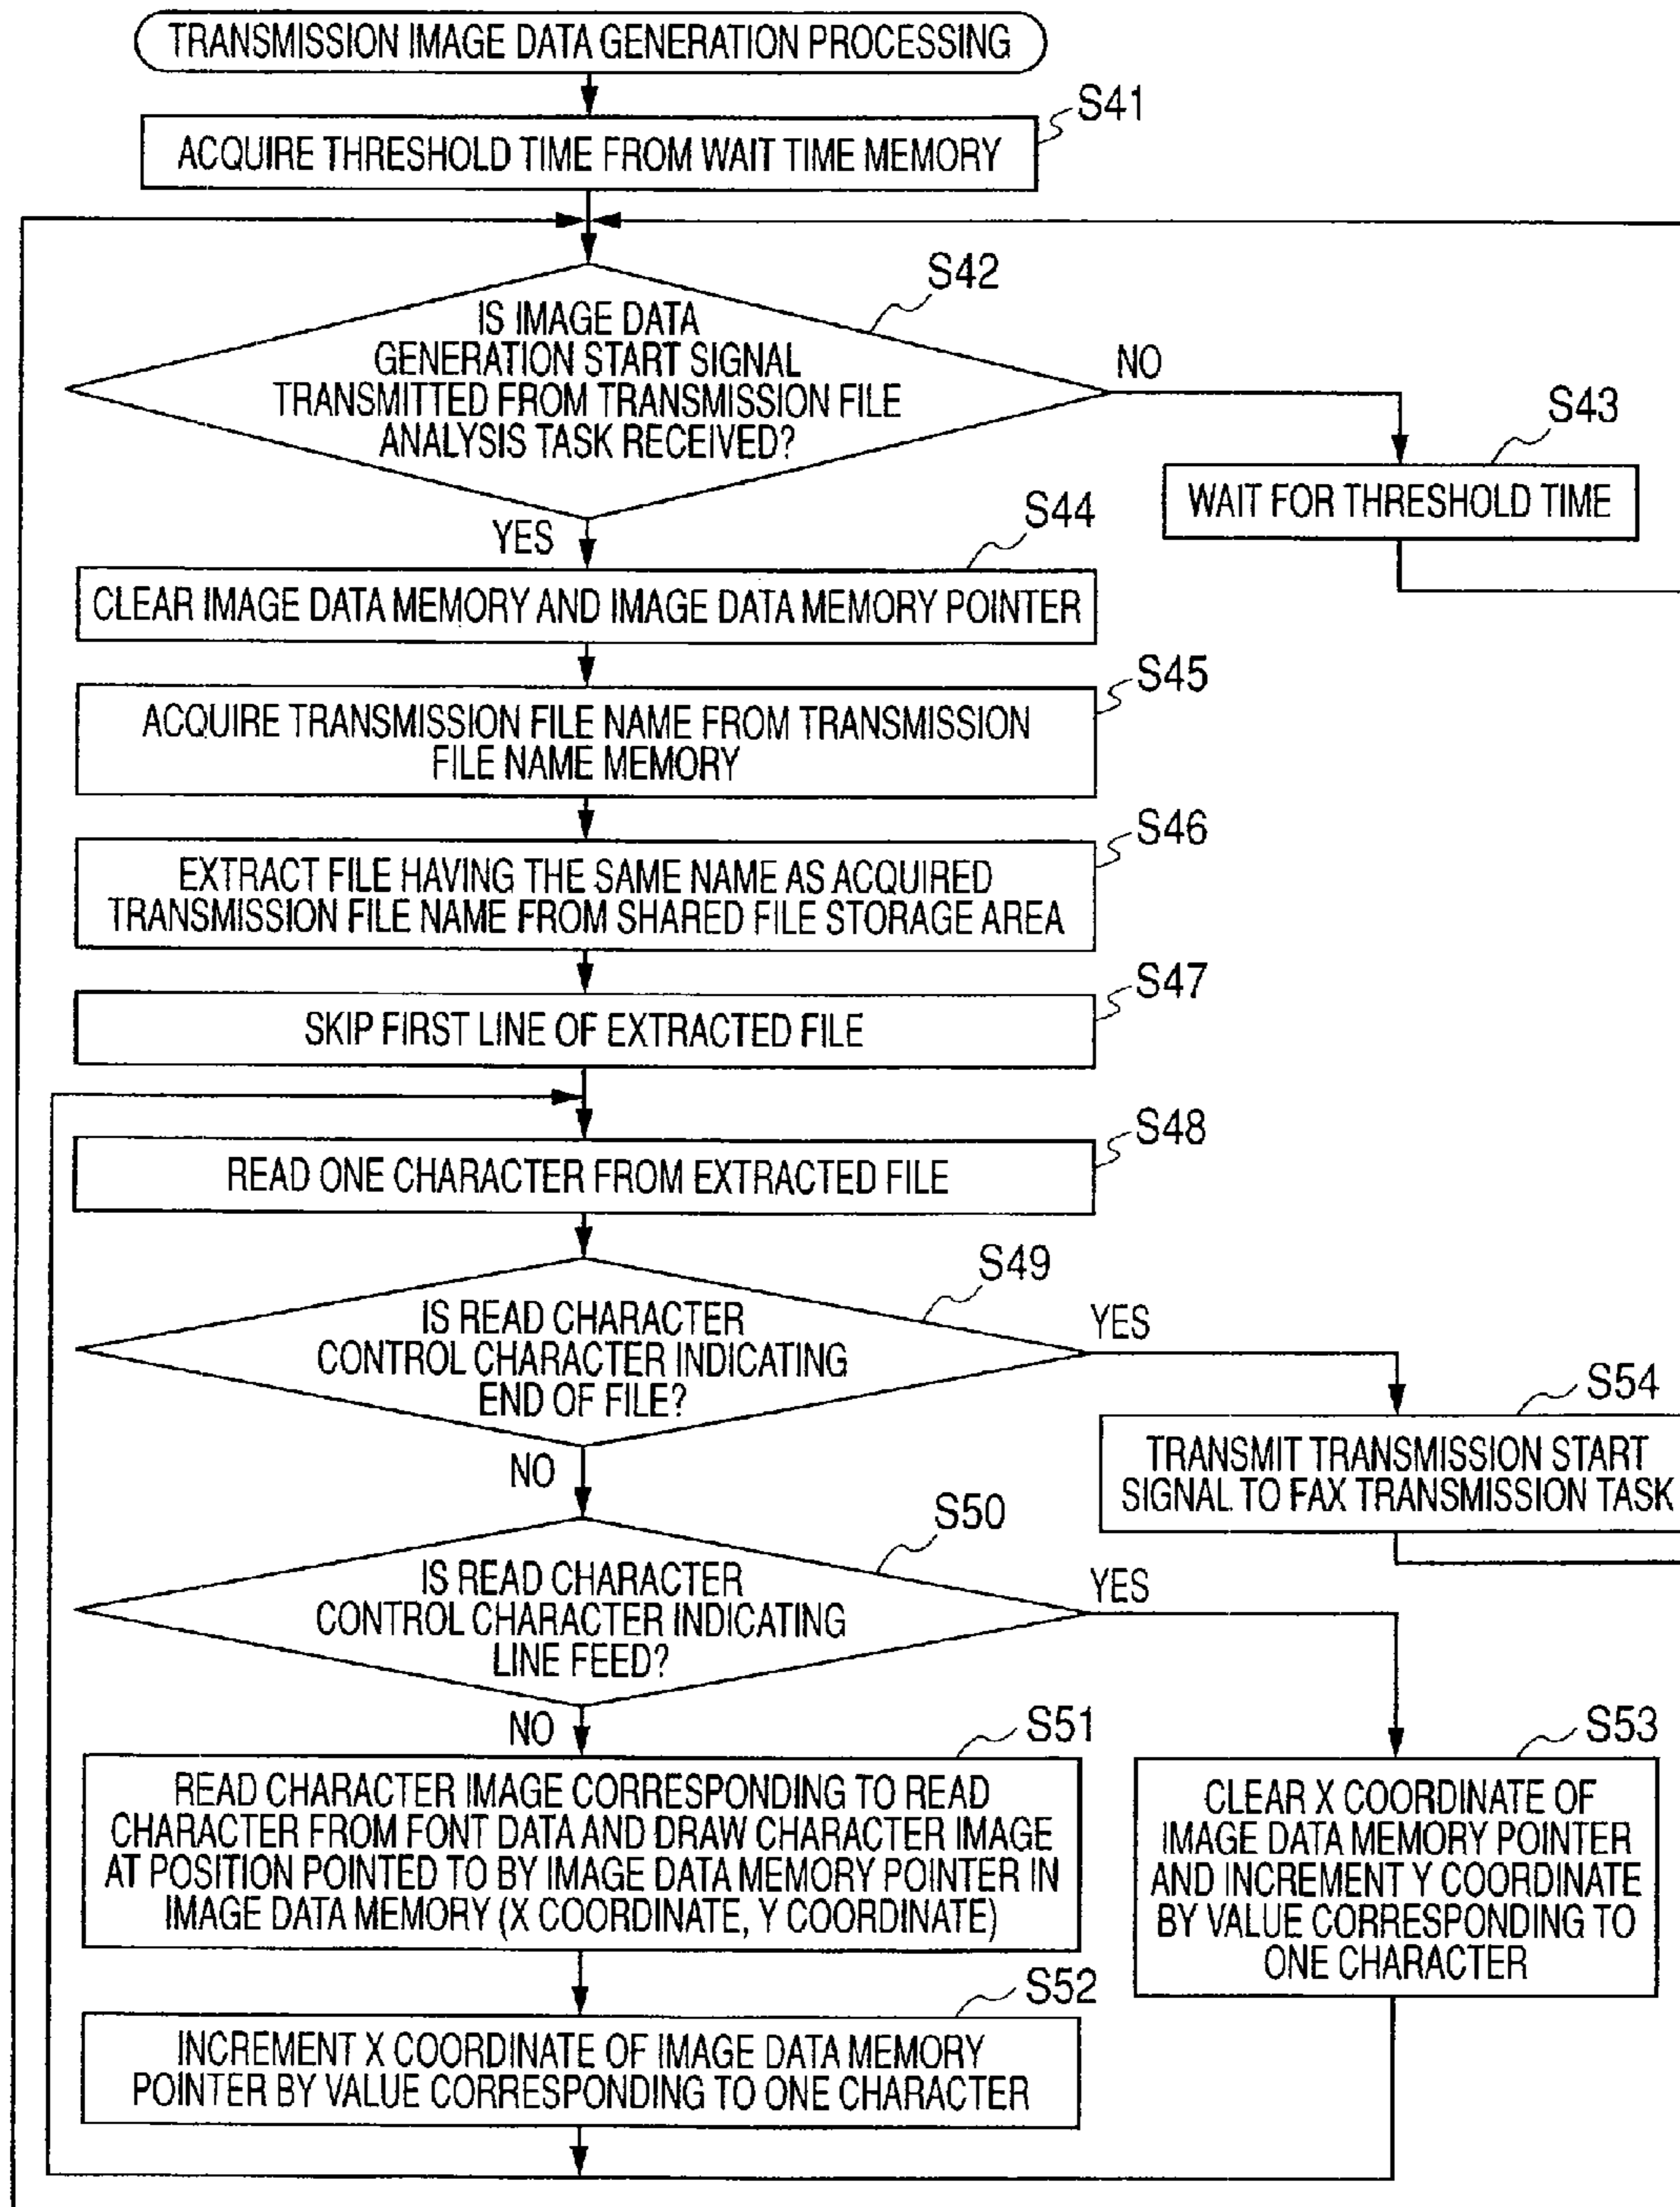 TRANSMISSION IMAGE DATA GENERATION PROCESSING
S41
ACQUIRE THRESHOLD TIME FROM WAIT TIME MEMORY
S42
IS IMAGE DATA
GENERATION START SIGNAL
TRANSMITTED FROM TRANSMISSION FILE
ANALYSIS TASK RECEIVED?
NO
S43
WAIT FOR THRESHOLD TIME
YES
S44
CLEAR IMAGE DATA MEMORY AND IMAGE DATA MEMORY POINTER
S45
ACQUIRE TRANSMISSION FILE NAME FROM TRANSMISSION
FILE NAME MEMORY
S46
EXTRACT FILE HAVING THE SAME NAME AS ACQUIRED
TRANSMISSION FILE NAME FROM SHARED FILE STORAGE AREA
S47
SKIP FIRST LINE OF EXTRACTED FILE
S48
READ ONE CHARACTER FROM EXTRACTED FILE
S49
IS READ CHARACTER
CONTROL CHARACTER INDICATING
END OF FILE?
YES
S54
TRANSMIT TRANSMISSION START
SIGNAL TO FAX TRANSMISSION TASK
NO
S50
IS READ CHARACTER
CONTROL CHARACTER INDICATING
LINE FEED?
YES
NO
S51
READ CHARACTER IMAGE CORRESPONDING TO READ
CHARACTER FROM FONT DATA AND DRAW CHARACTER IMAGE
AT POSITION POINTED TO BY IMAGE DATA MEMORY POINTER IN
IMAGE DATA MEMORY (X COORDINATE, Y COORDINATE)
S53
CLEAR X COORDINATE OF
IMAGE DATA MEMORY POINTER
AND INCREMENT Y COORDINATE
BY VALUE CORRESPONDING TO
ONE CHARACTER
S52
INCREMENT X COORDINATE OF IMAGE DATA MEMORY
POINTER BY VALUE CORRESPONDING TO ONE CHARACTER